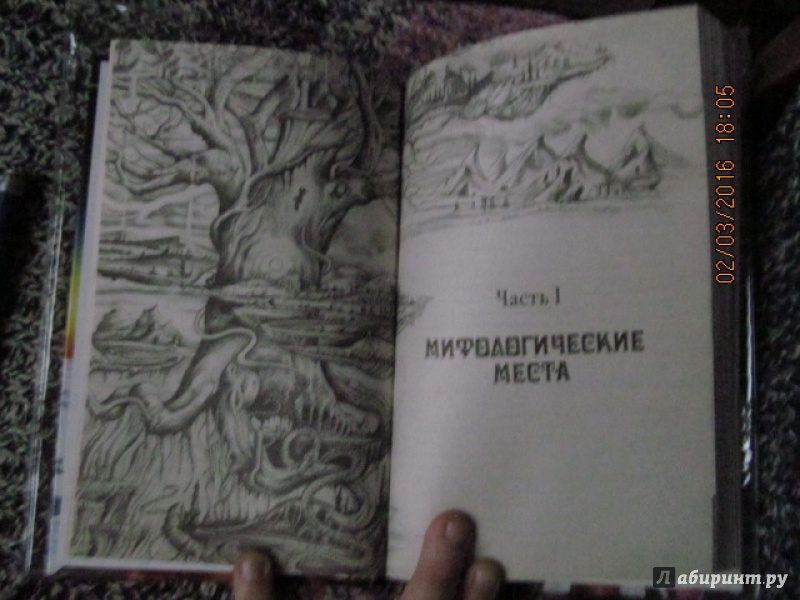 Часть I
МИФОЛОГИЧЕСКИЕ
МЕСТА
02/03/2016 18:05
Лабиринт.ру